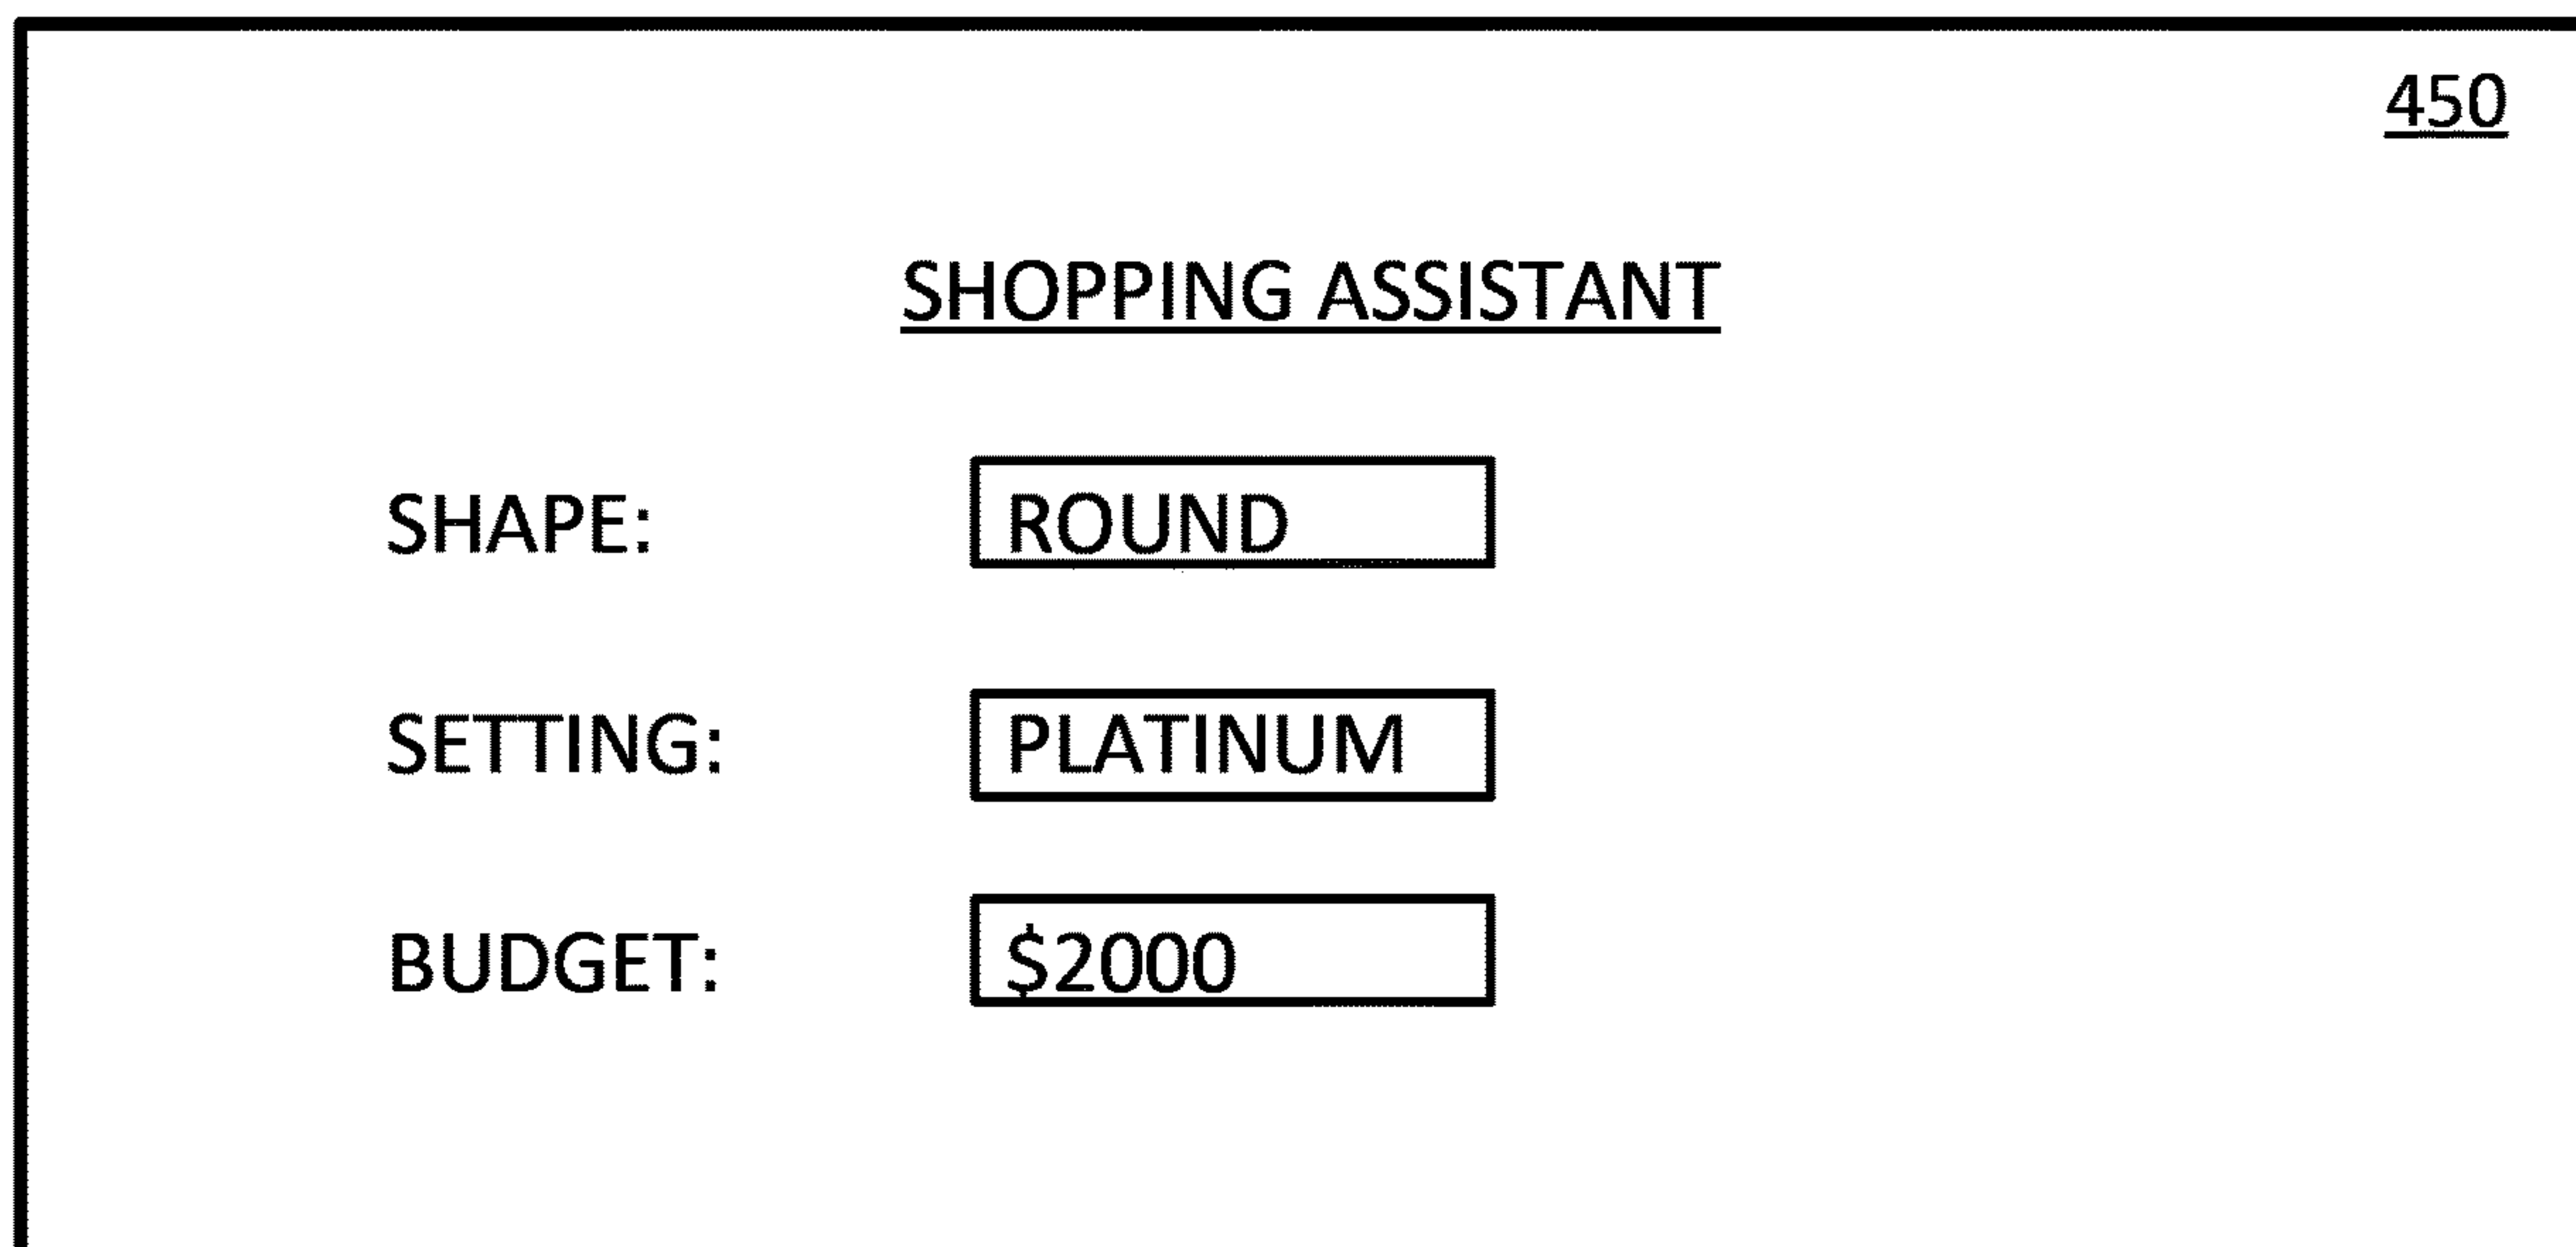 450
SHOPPING ASSISTANT
SHAPE: ROUND
SETTING: PLATINUM
BUDGET: $2000